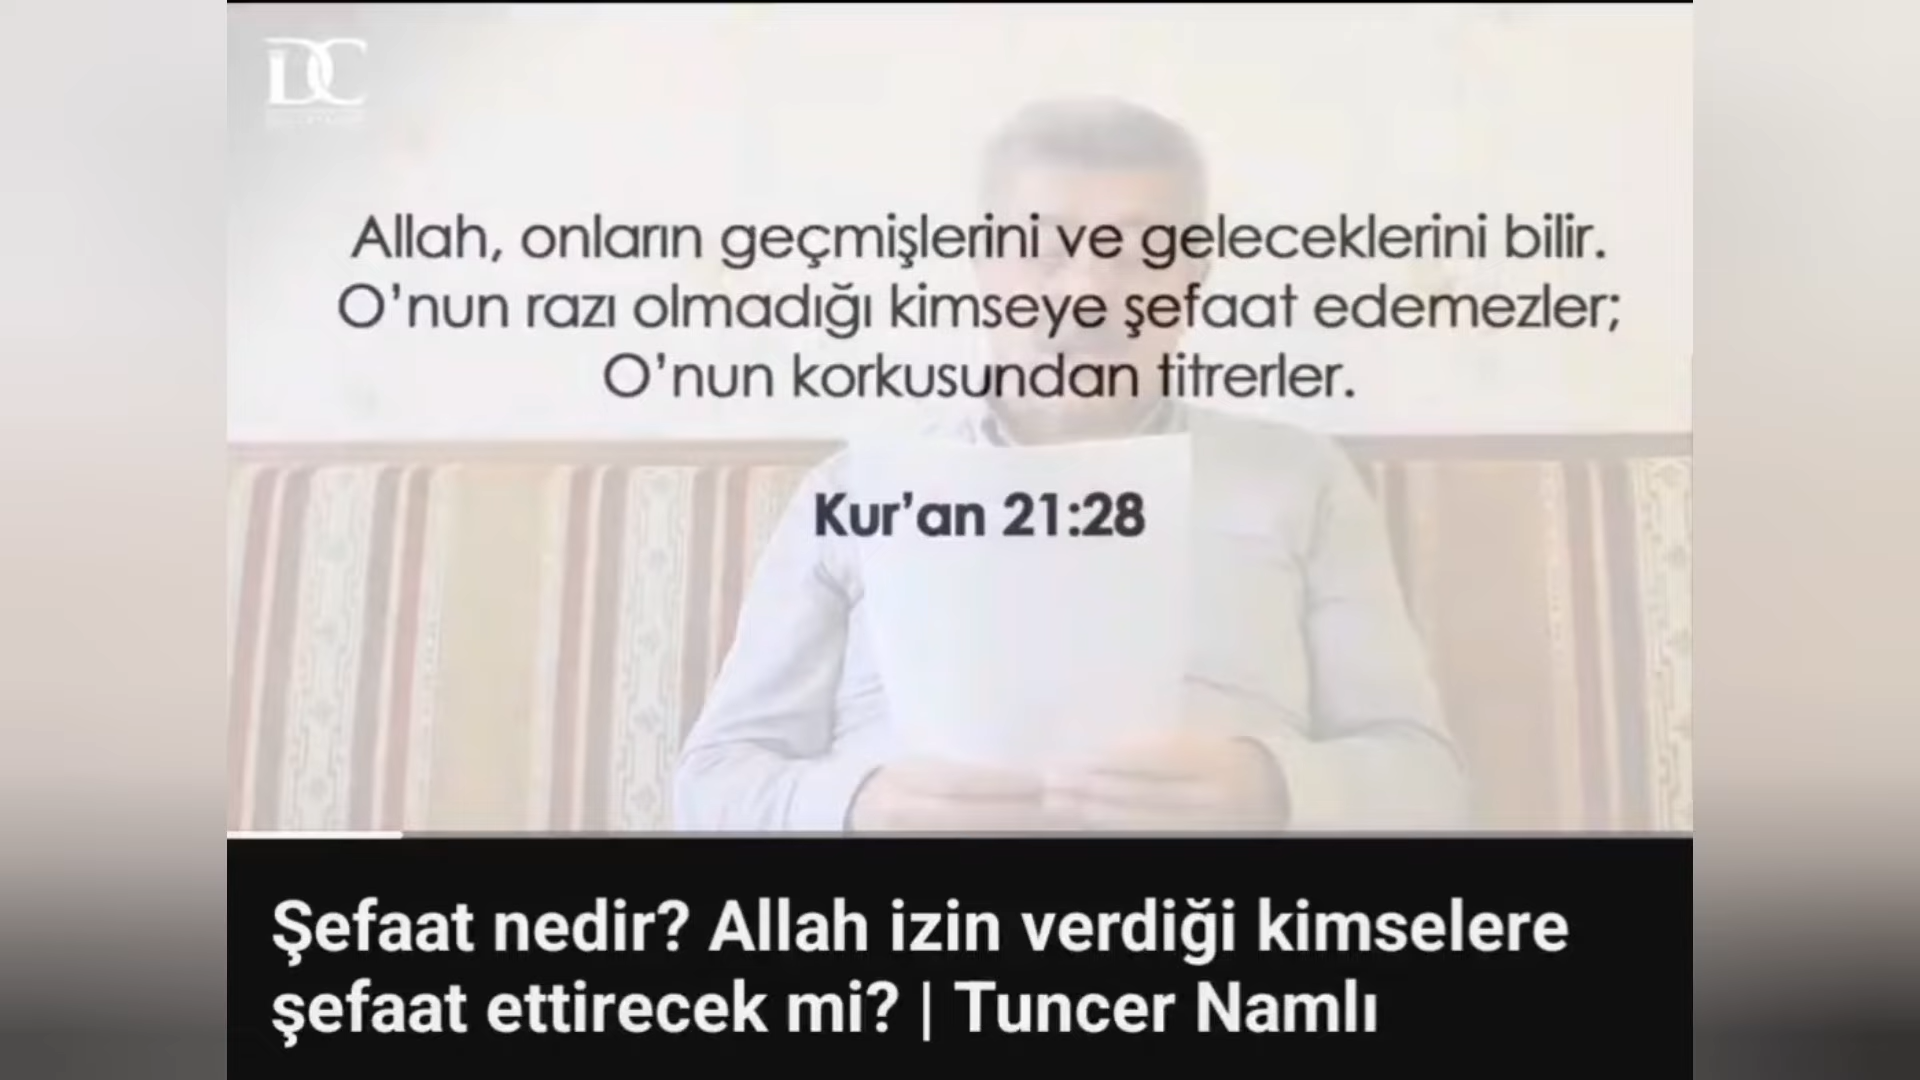 DC
Allah, onların geçmişlerini ve geleceklerini bilir.
O'nun razı olmadığı kimseye şefaat edemezler;
O'nun korkusundan titrerler.
Kur'an 21:28
Şefaat nedir? Allah izin verdiği kimselere
şefaat ettirecek mi? | Tuncer Namlı